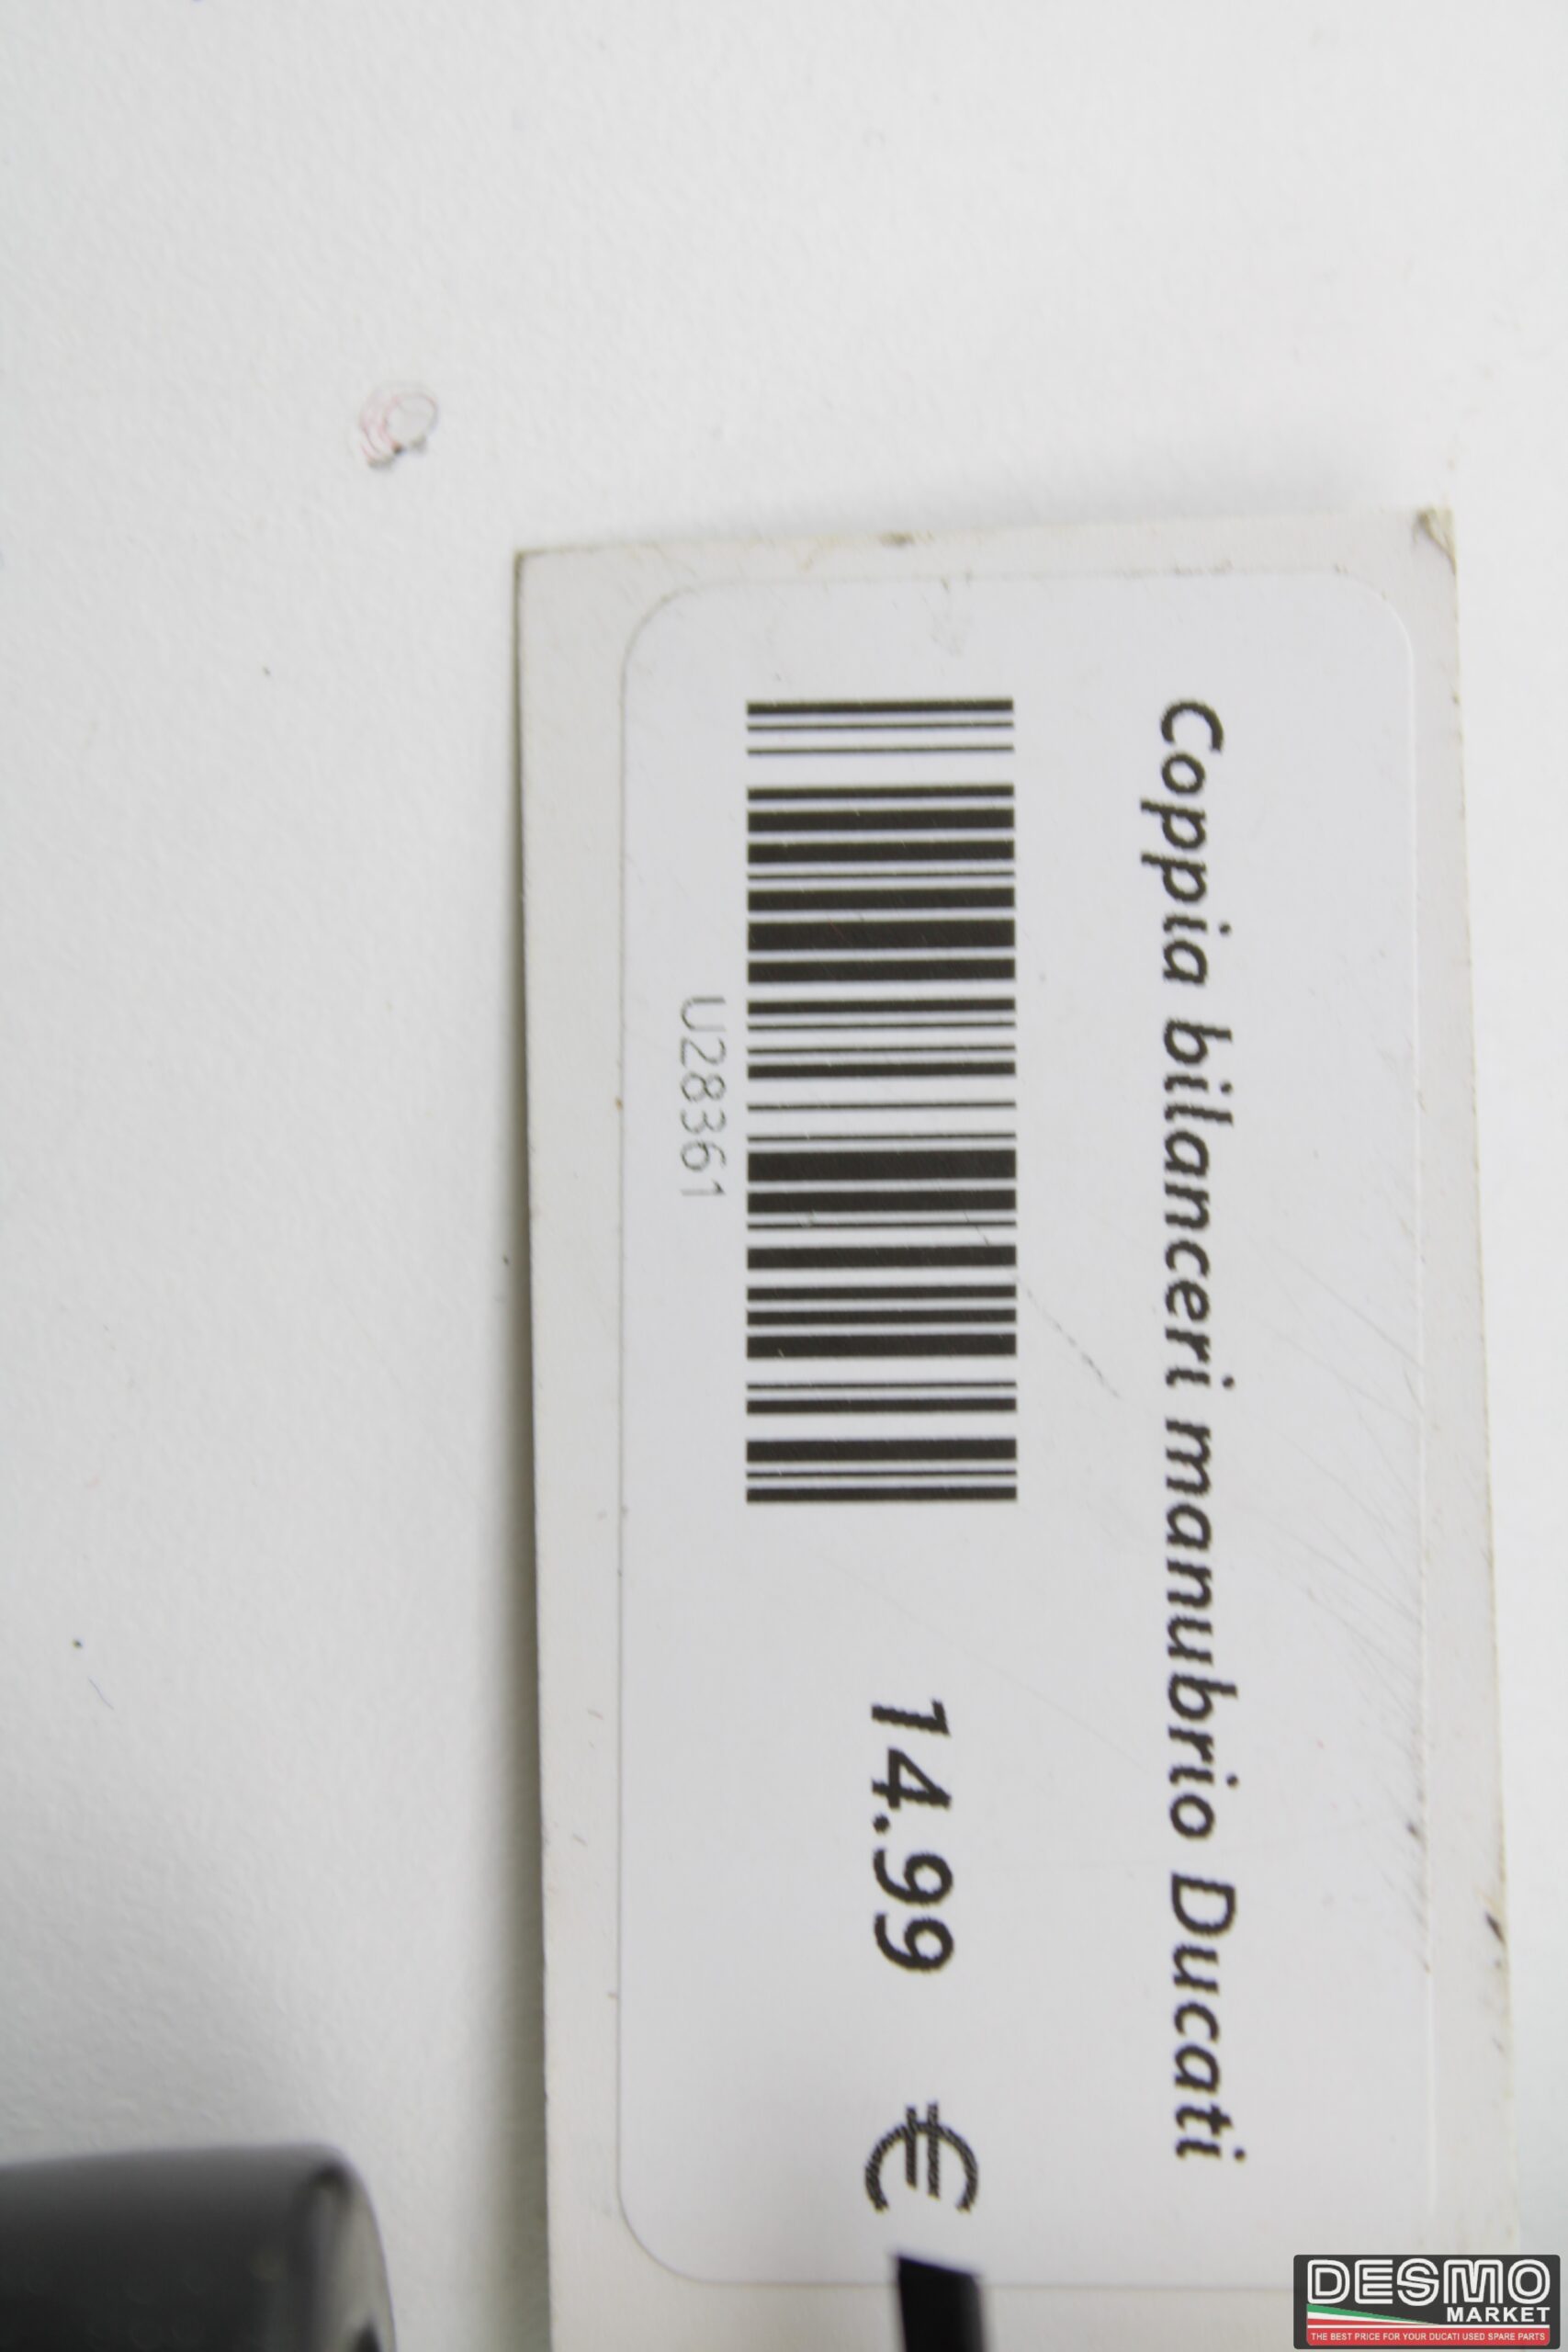 Coppia bilanceri manubrio Ducati
14.99 €
U28361
DESMO
MARKET
THE BEST PRICE FOR YOUR DUCATI USED SPARE PARTS